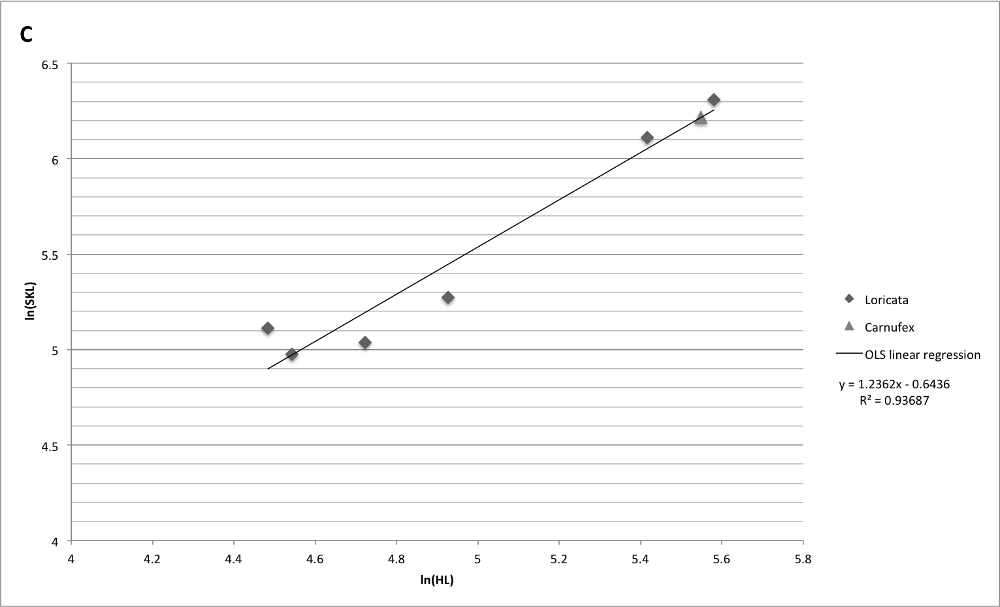 C
6.5
6
5.5
5
4.5
4
4 4.2 4.4 4.6 4.8 5 5.2 5.4 5.6 5.8
ln(SKL)
ln(HL)
Loricata
Carnufex
OLS linear regression
y = 1.2362x - 0.6436
R² = 0.93687